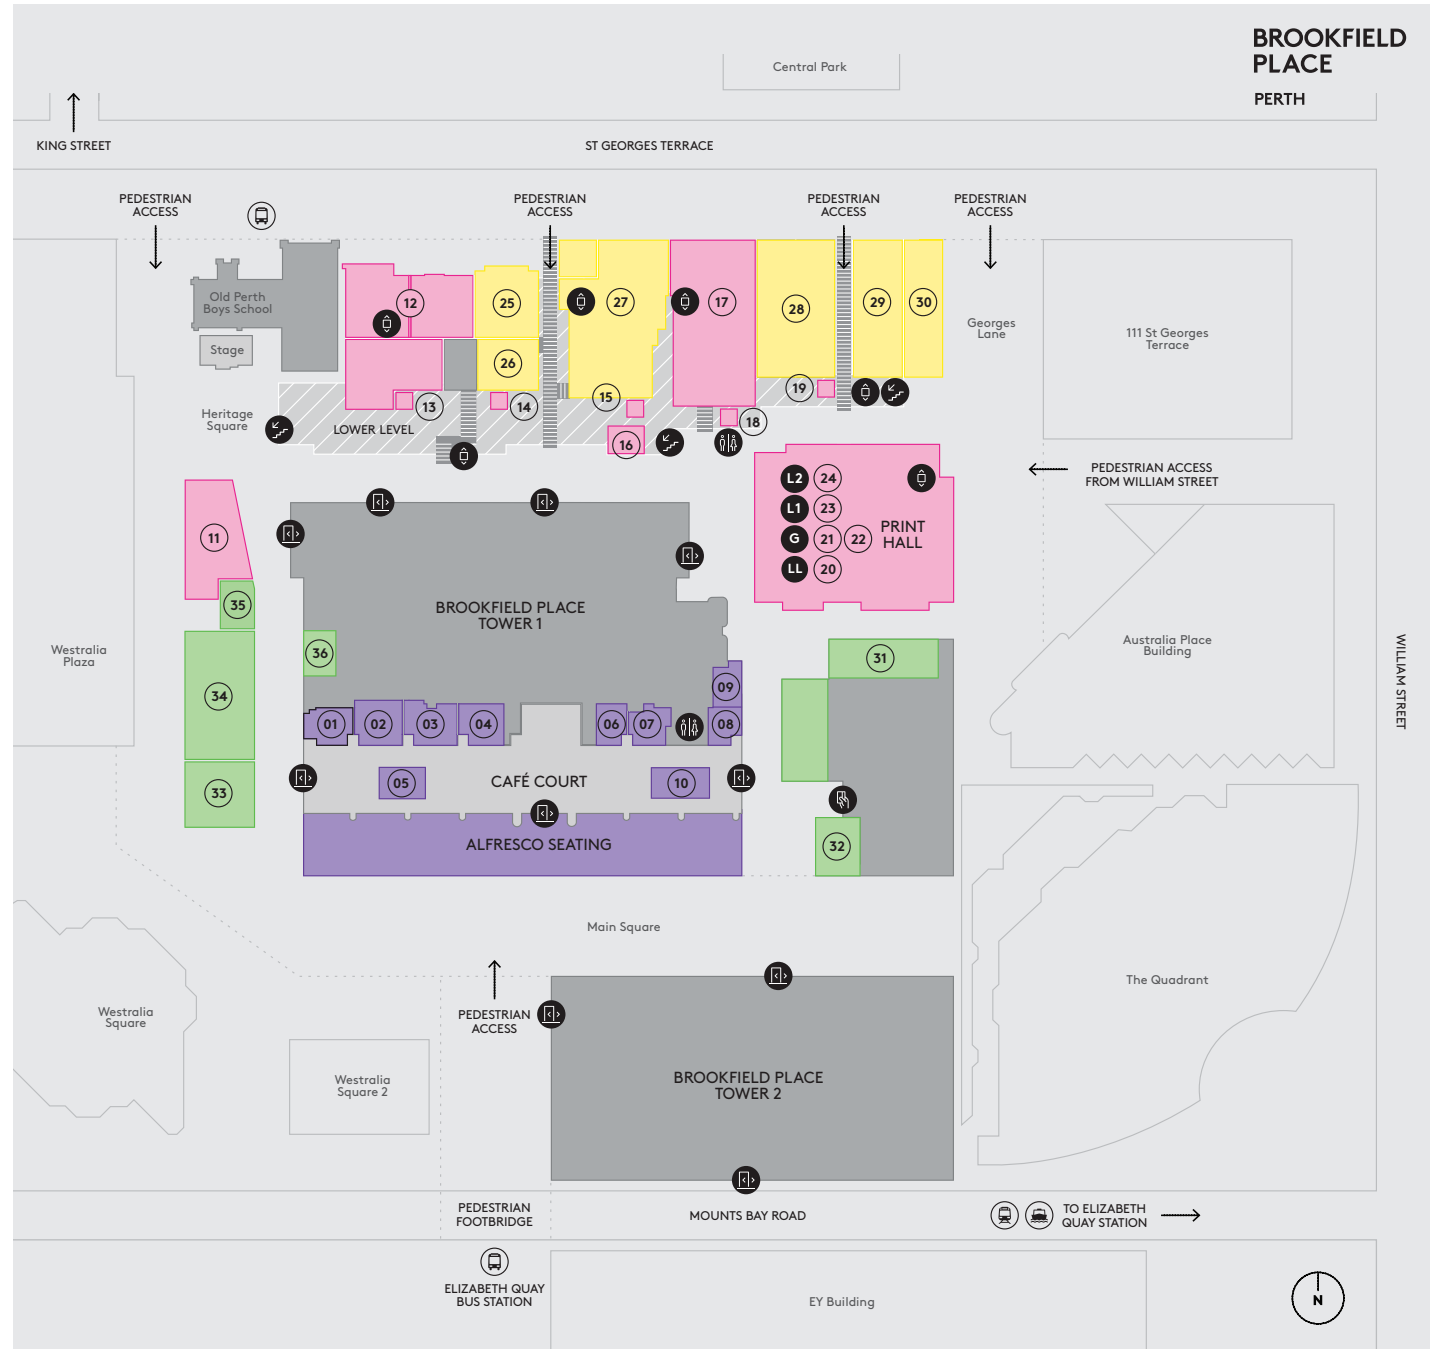 BROOKFIELD
PLACE
PERTH
Central Park
KING STREET
ST GEORGES TERRACE
PEDESTRIAN
ACCESS
PEDESTRIAN
ACCESS
PEDESTRIAN
ACCESS
PEDESTRIAN
ACCESS
Old Perth
Boys School
Stage
12
25
27
17
28
29
30
Georges
Lane
111 St Georges
Terrace
26
13
14
15
19
18
16
Heritage
Square
LOWER LEVEL
PEDESTRIAN ACCESS
FROM WILLIAM STREET
L2 24
L1 23
G 21 22
LL 20
PRINT
HALL
11
35
34
33
36
BROOKFIELD PLACE
TOWER 1
Westralia
Plaza
31
Australia Place
Building
WILLIAM STREET
09
01
02
03
04
06
07
08
05
CAFÉ COURT
10
ALFRESCO SEATING
32
Main Square
Westralia
Square
PEDESTRIAN
ACCESS
The Quadrant
Westralia
Square 2
BROOKFIELD PLACE
TOWER 2
PEDESTRIAN
FOOTBRIDGE
MOUNTS BAY ROAD
TO ELIZABETH
QUAY STATION
ELIZABETH QUAY
BUS STATION
EY Building
N